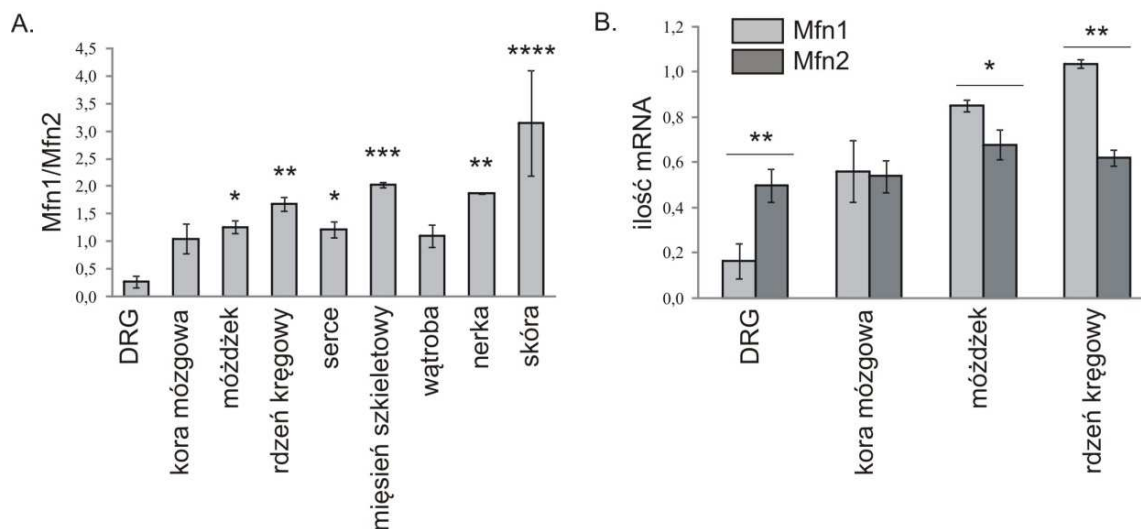 A.
Mfn1/Mfn2
4,5
4,0
3,5
3,0
2,5
2,0
1,5
1,0
0,5
0,0
*
**
*
***
**
****
DRG
kora mózgowa
móżdżek
rdzeń kręgowy
serce
mięsień szkieletowy
wątroba
nerka
skóra
B.
Mfn1
Mfn2
ilość mRNA
1,2
1,0
0,8
0,6
0,4
0,2
0,0
**
*
**
DRG
kora mózgowa
móżdżek
rdzeń kręgowy